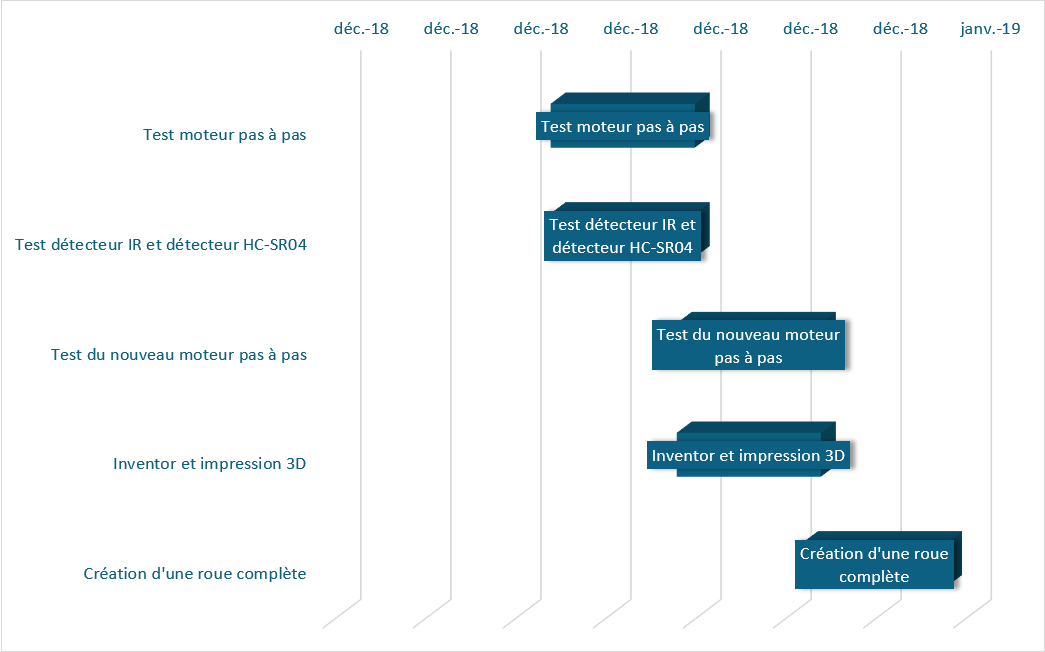 déc.-18 déc.-18 déc.-18 déc.-18 déc.-18 déc.-18 déc.-18 janv.-19
Test moteur pas à pas
Test moteur pas à pas
Test détecteur IR et détecteur HC-SR04
Test détecteur IR et
détecteur HC-SR04
Test du nouveau moteur pas à pas
Test du nouveau moteur
pas à pas
Inventor et impression 3D
Inventor et impression 3D
Création d'une roue complète
Création d'une roue
complète